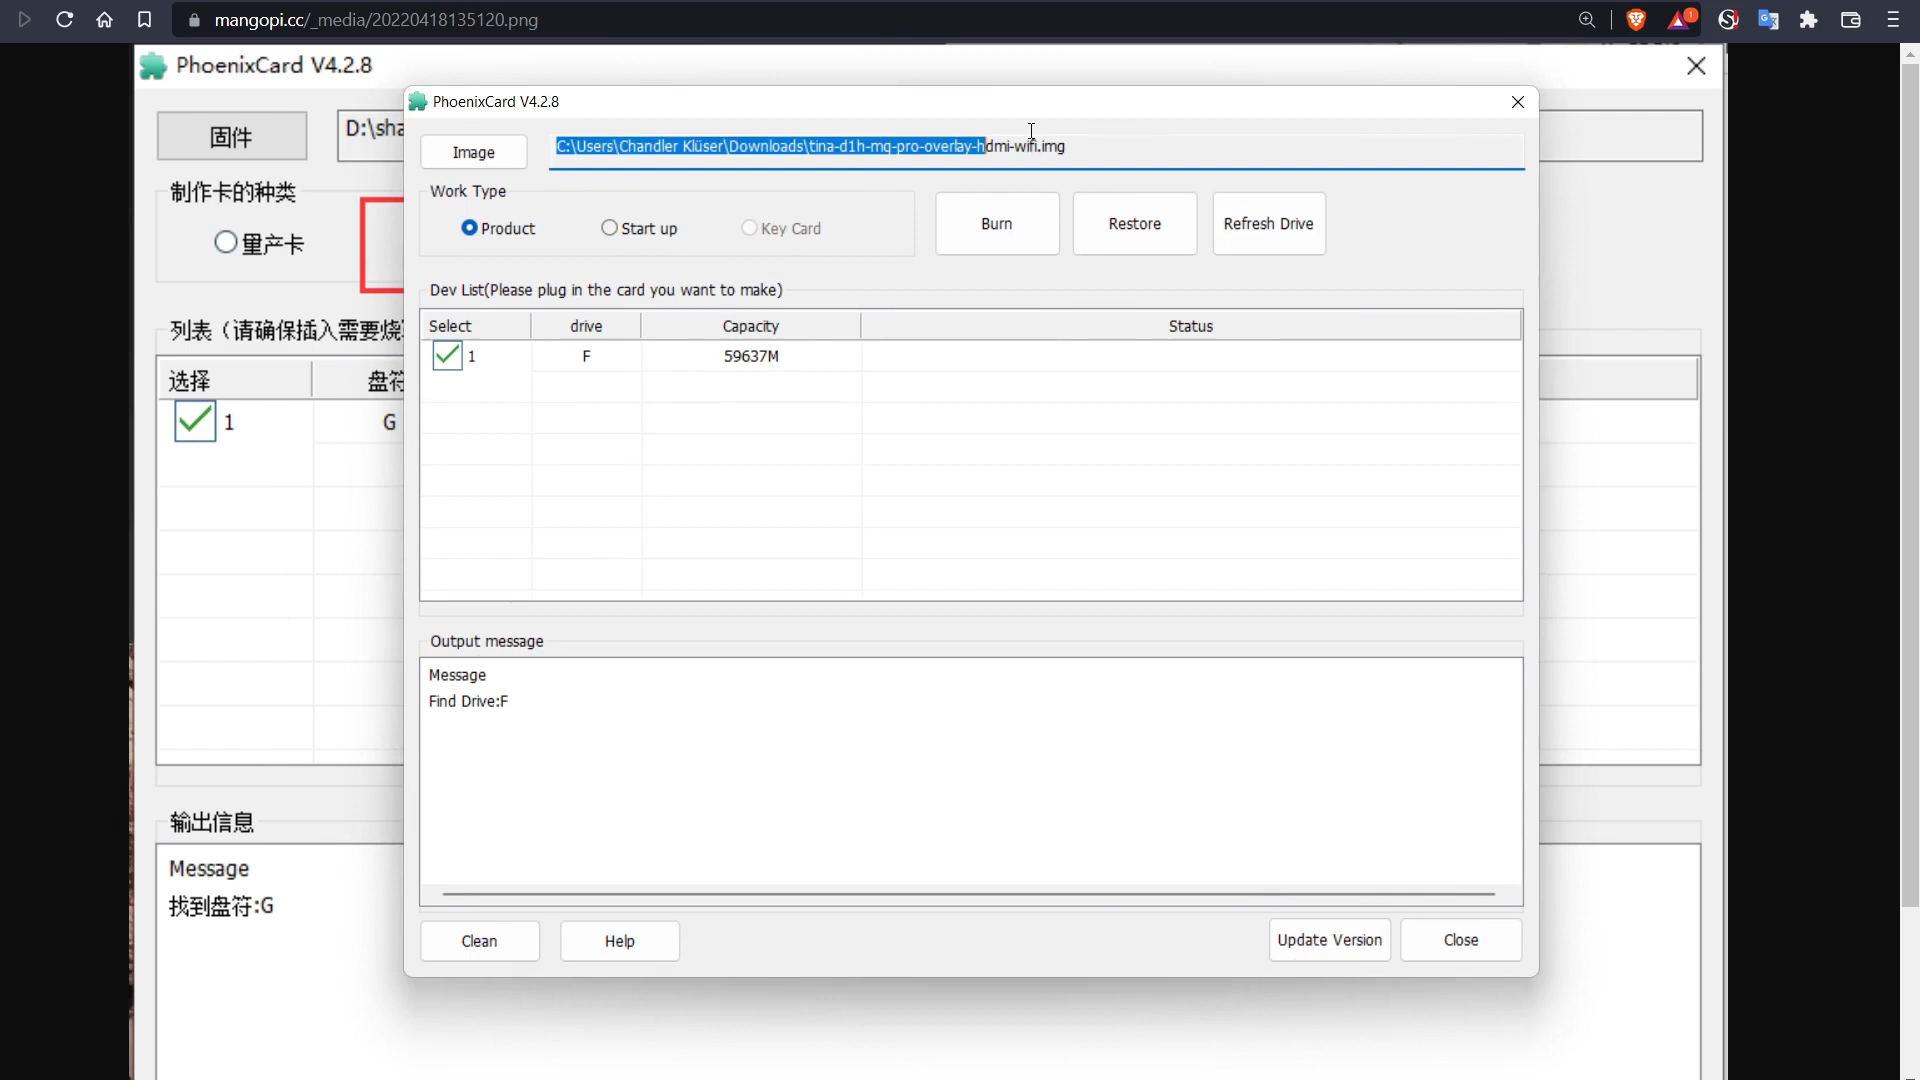 mangopi.cc/_media/20220418135120.png
1
PhoenixCard V4.2.8
固件
D:\sha
制作卡的种类
量产卡
列表（请确保插入需要烧
选择
盘符
1
G
输出信息
Message
找到盘符:G
PhoenixCard V4.2.8
Image
C:\Users\Chandler Klüser\Downloads\tina-d1h-mq-pro-overlay-hdmi-wifi.img
Work Type
Product
Start up
Key Card
Burn
Restore
Refresh Drive
Dev List(Please plug in the card you want to make)
Select
drive
Capacity
Status
1
F
59637M
Output message
Message
Find Drive:F
Clean
Help
Update Version
Close